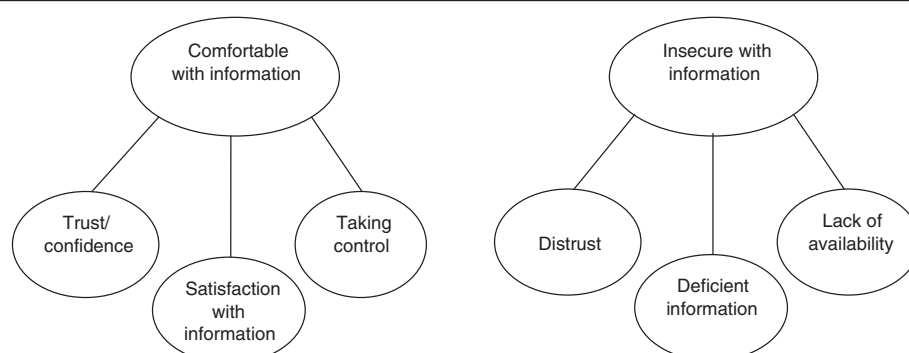 Comfortable
with information
Trust/
confidence
Satisfaction
with
information
Taking
control
Insecure with
information
Distrust
Deficient
information
Lack of
availability